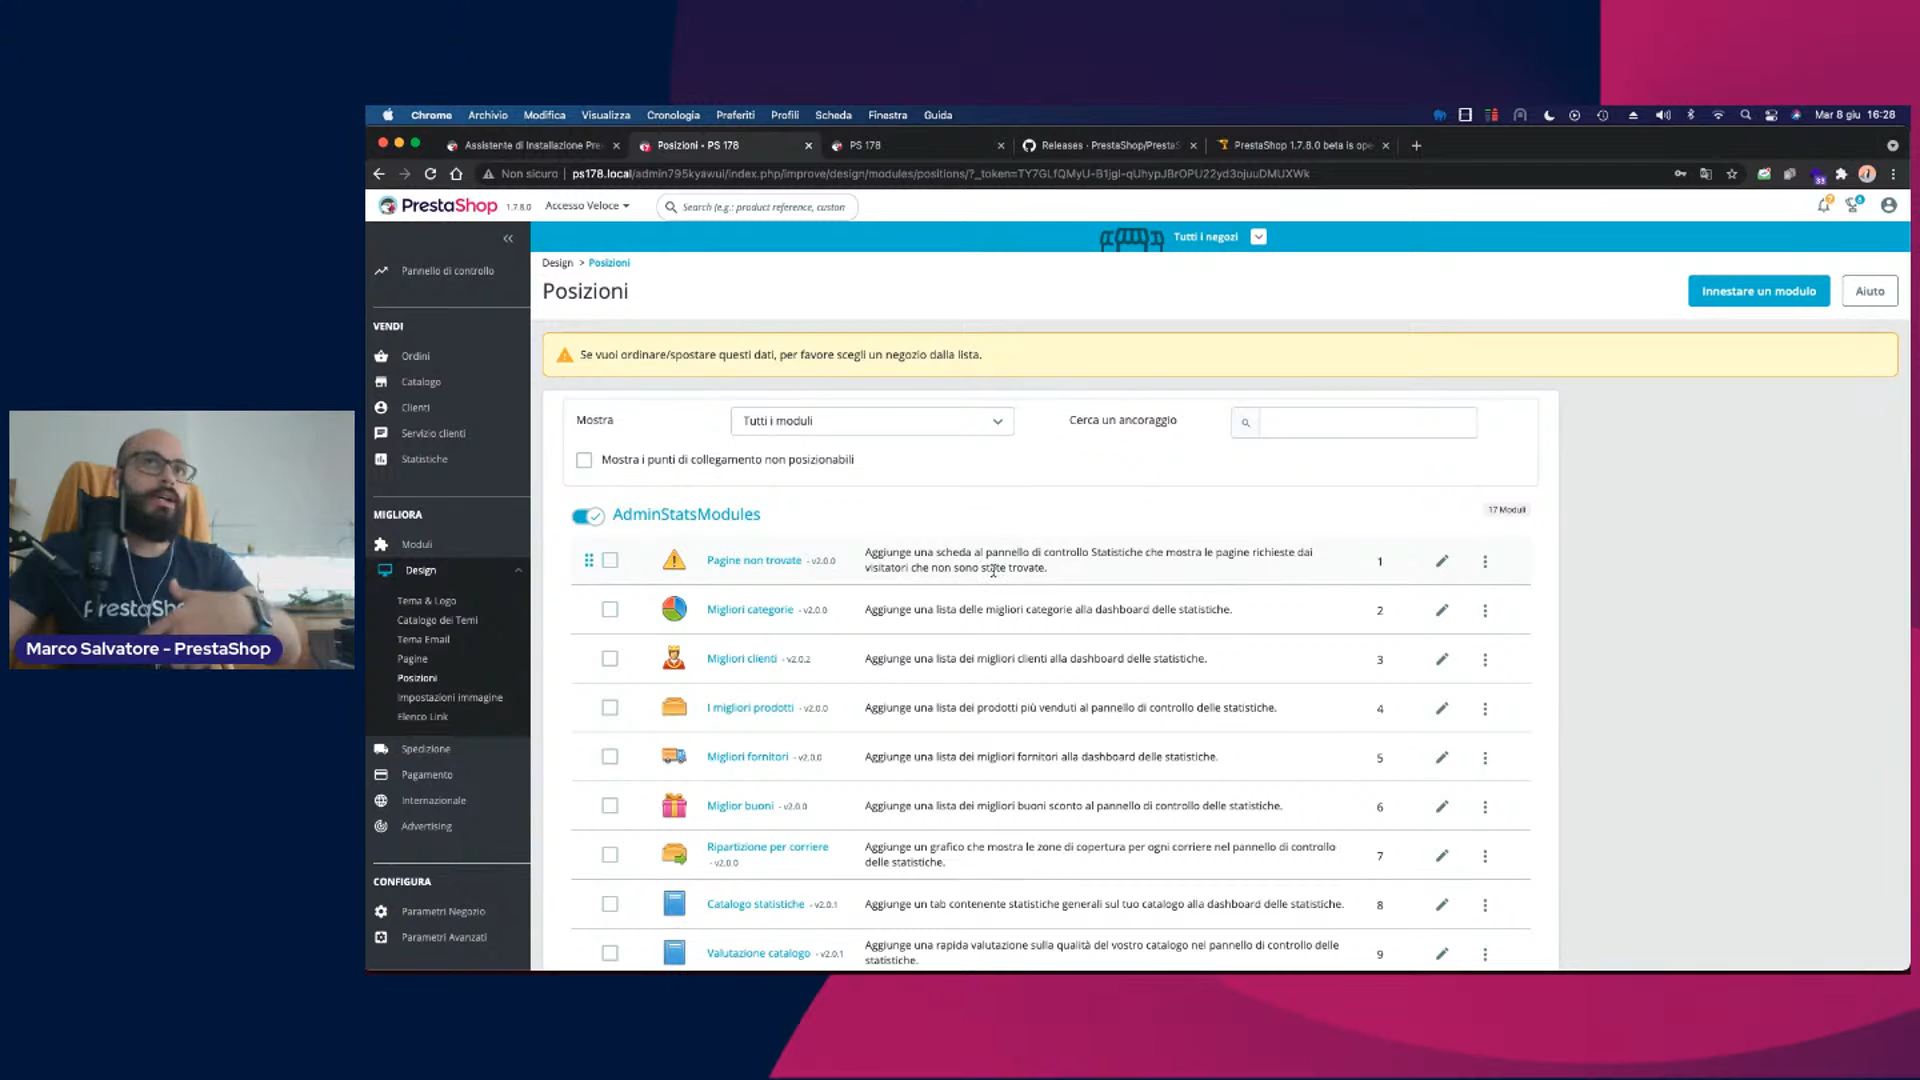 Chrome Archivio Modifica Visualizza Cronologia Preferiti Profili Scheda Finestra Guida
Mar 8 giu 16:28
Assistente di Installazione Pre
Posizioni • PS 178
PS 178
Releases · PrestaShop/PrestaS
PrestaShop 1.7.8.0 beta is ope
Non sicuro
ps178.local/admin795kyawui/index.php/improve/design/modules/positions/?_token=
33
PrestaShop
1.7.8.0
Accesso Veloce
Search (e.g.: product reference, custom
Tutti i negozi
Pannello di controllo
VENDI
Ordini
Catalogo
Clienti
Servizio clienti
Statistiche
MIGLIORA
Moduli
Design
Tema & Logo
Catalogo dei Temi
Tema Email
Pagine
Posizioni
Impostazioni immagine
Elenco Link
Spedizione
Pagamento
Internazionale
Advertising
CONFIGURA
Parametri Negozio
Parametri Avanzati
Design > Posizioni
Posizioni
Innestare un modulo
Aiuto
Se vuoi ordinare/spostare questi dati, per favore scegli un negozio dalla lista.
Mostra
Tutti i moduli
Cerca un ancoraggio
Mostra i punti di collegamento non posizionabili
AdminStatsModules
17 Moduli
Pagine non trovate - v2.0.0
Aggiunge una scheda al pannello di controllo Statistiche che mostra le pagine richieste dai
visitatori che non sono state trovate.
1
Migliori categorie - v2.0.0
Aggiunge una lista delle migliori categorie alla dashboard delle statistiche.
2
Migliori clienti - v2.0.2
Aggiunge una lista dei migliori clienti alla dashboard delle statistiche.
3
I migliori prodotti - v2.0.0
Aggiunge una lista dei prodotti più venduti al pannello di controllo delle statistiche.
4
Migliori fornitori - v2.0.0
Aggiunge una lista dei migliori fornitori alla dashboard delle statistiche.
5
Miglior buoni - v2.0.0
Aggiunge una lista dei migliori buoni sconto al pannello di controllo delle statistiche.
6
Ripartizione per corriere
- v2.0.0
Aggiunge un grafico che mostra le zone di copertura per ogni corriere nel pannello di controllo
delle statistiche.
7
Catalogo statistiche - v2.0.1
Aggiunge un tab contenente statistiche generali sul tuo catalogo alla dashboard delle statistiche.
8
Valutazione catalogo - v2.0.1
Aggiunge una rapida valutazione sulla qualità del vostro catalogo nel pannello di controllo delle
statistiche.
9
PrestaSh
Marco Salvatore - PrestaShop